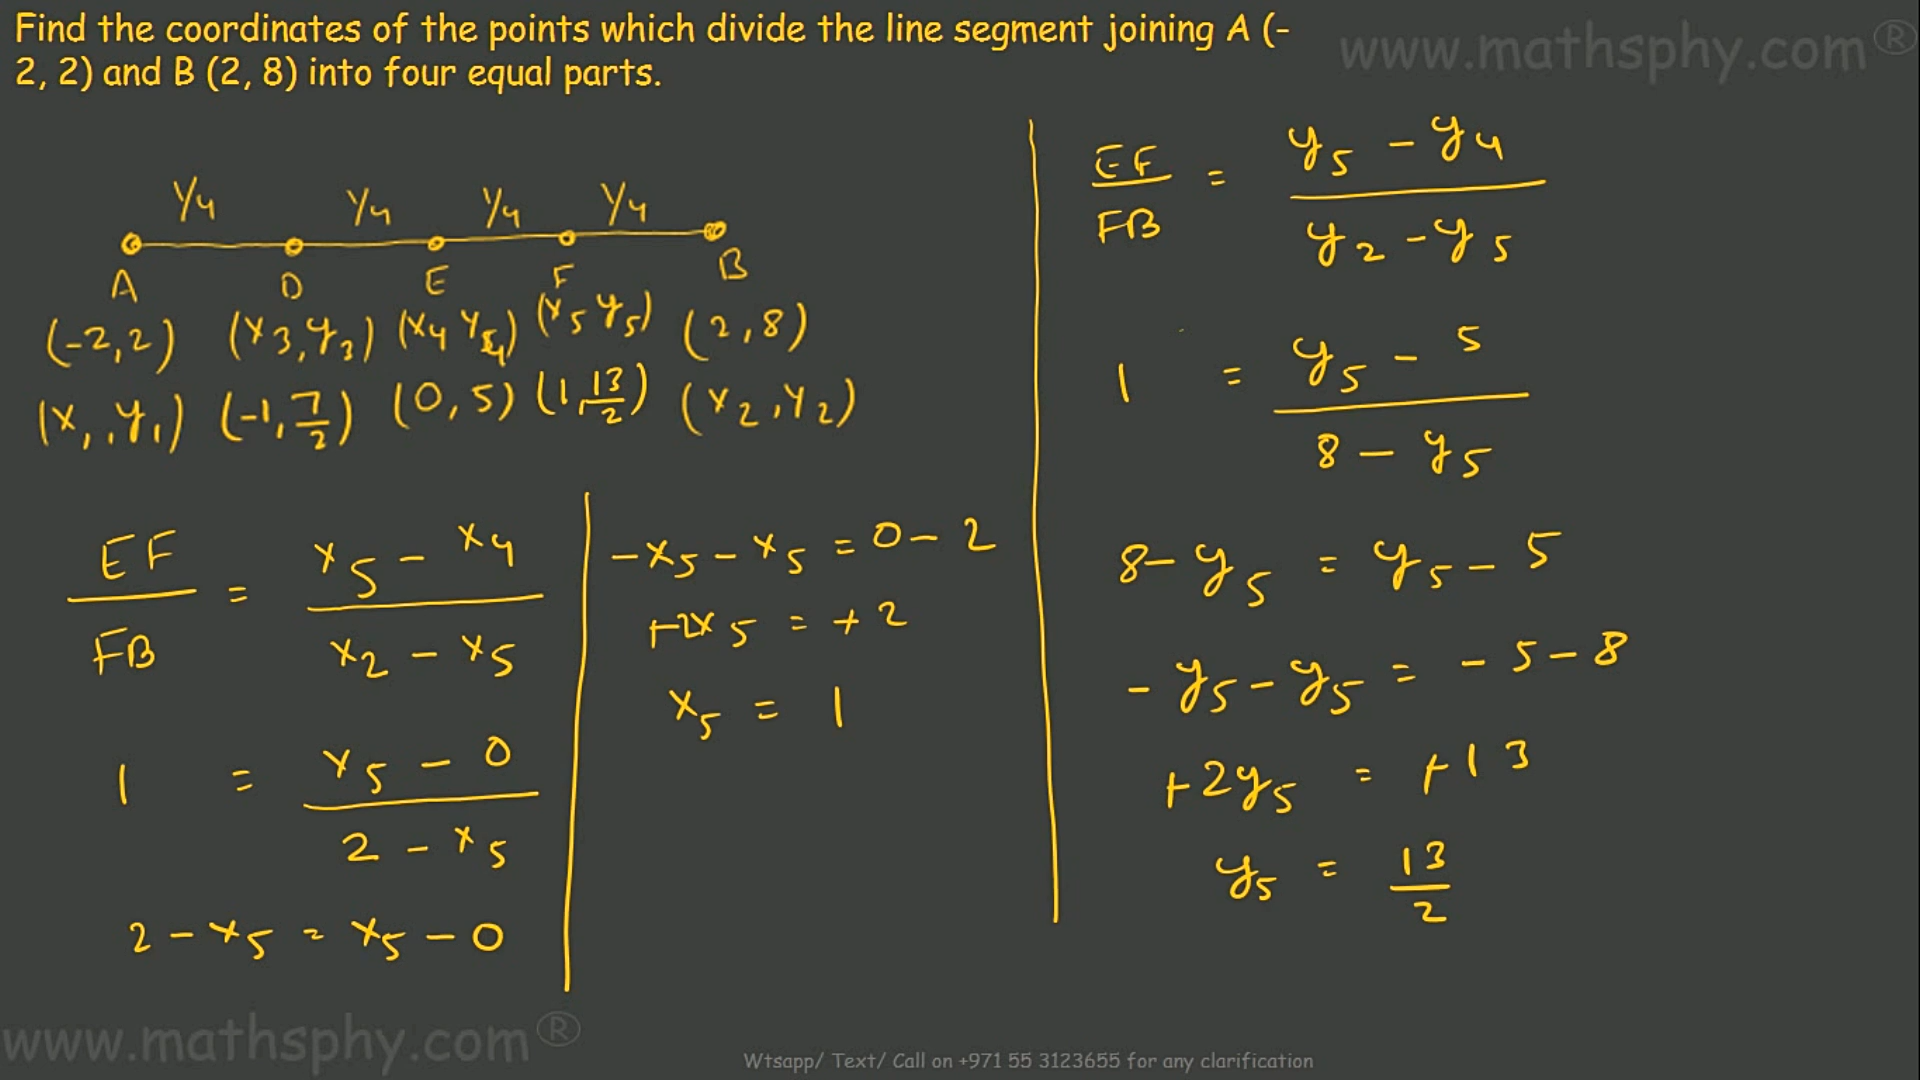 Find the coordinates of the points which divide the line segment joining A (-
2, 2) and B (2, 8) into four equal parts.
www.mathsphy.com®
1/4 1/4 1/4 1/4
A D E F B
(-2,2) (x3,y3) (x4 y4) (x5 y5) (2,8)
(x1,y1) (-1,7/2) (0,5) (1,13/2) (x2,y2)
EF/FB = (x5 - x4)/(x2 - x5)
1 = (x5 - 0)/(2 - x5)
2 - x5 = x5 - 0
-x5 - x5 = 0 - 2
+2x5 = +2
x5 = 1
EF/FB = (y5 - y4)/(y2 - y5)
1 = (y5 - 5)/(8 - y5)
8 - y5 = y5 - 5
- y5 - y5 = - 5 - 8
+2y5 = +13
y5 = 13/2
www.mathsphy.com®
Wtsapp/ Text/ Call on +971 55 3123655 for any clarification